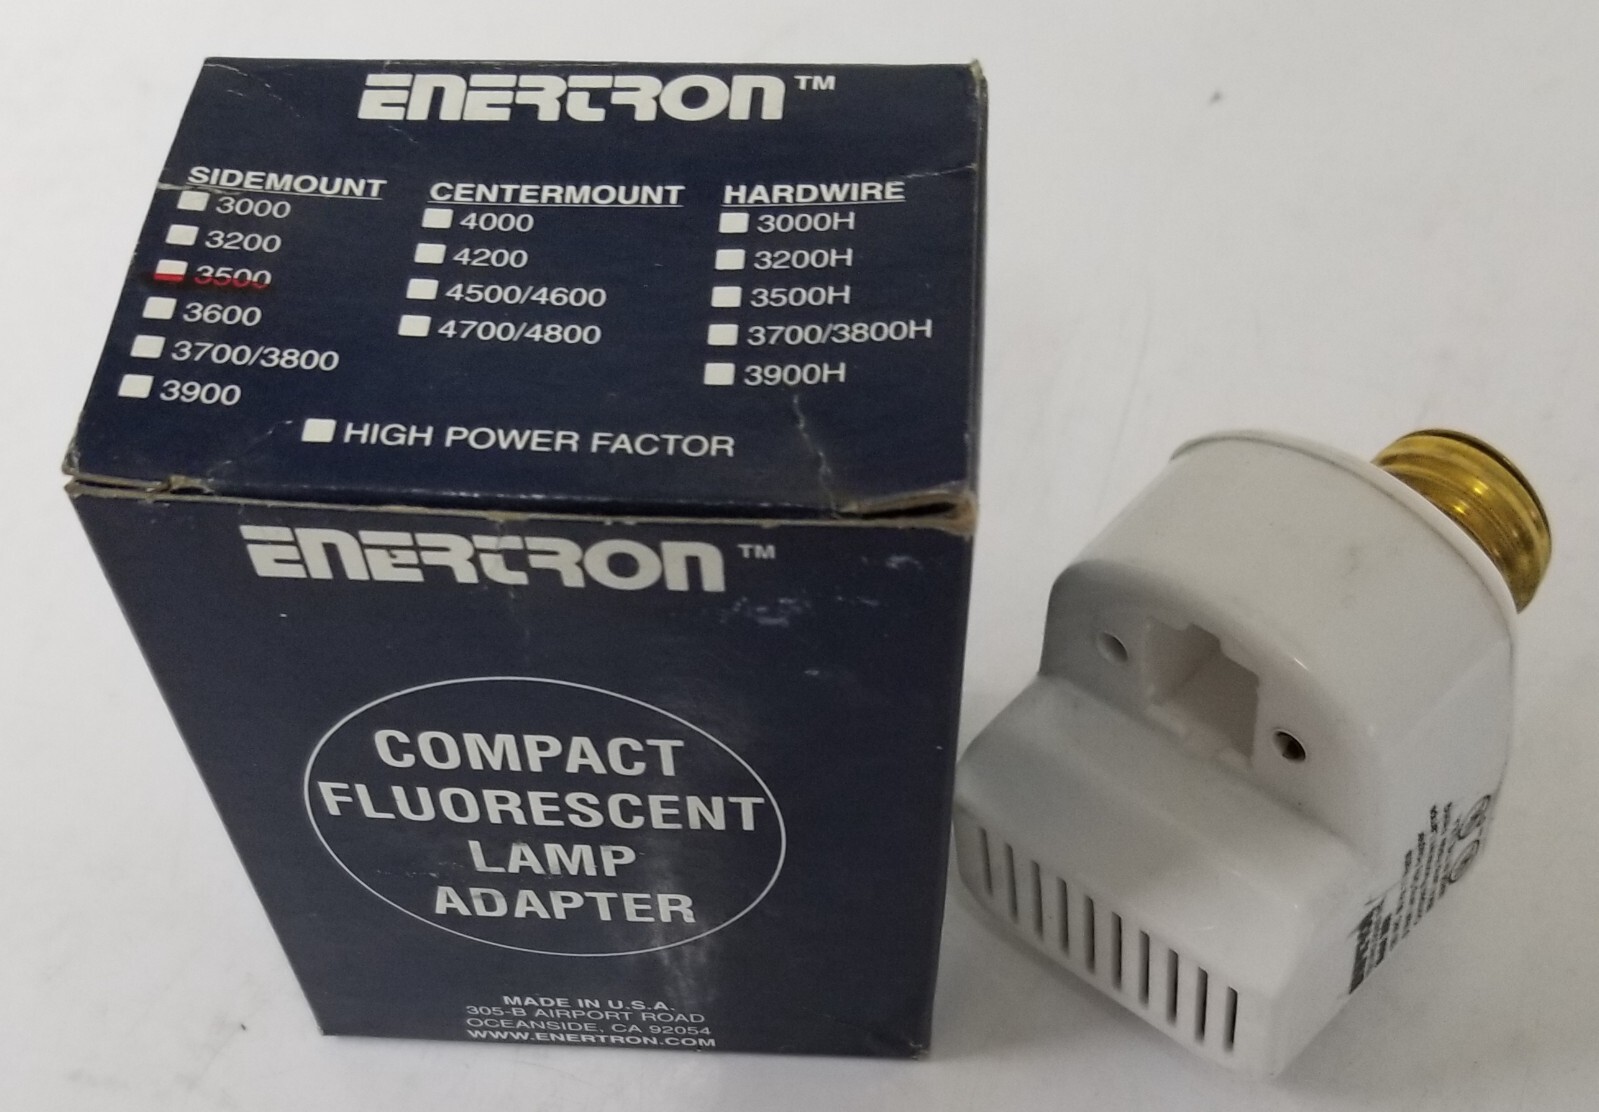 ENERTRON™
SIDEMOUNT
3000
3200
3500
3600
3700/3800
3900
CENTERMOUNT
4000
4200
4500/4600
4700/4800
HARDWIRE
3000H
3200H
3500H
3700/3800H
3900H
HIGH POWER FACTOR
ENERTRON™
COMPACT
FLUORESCENT
LAMP
ADAPTER
MADE IN U.S.A.
305-B AIRPORT ROAD
OCEANSIDE, CA 92054
WWW.ENERTRON.COM